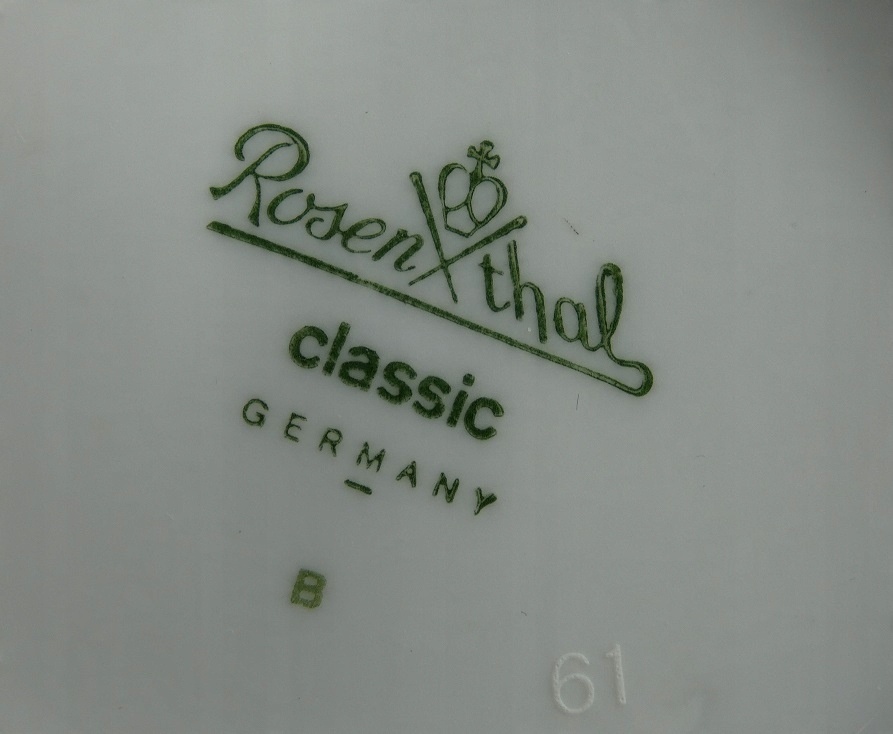 Rosenthal
classic
GERMANY
B
61